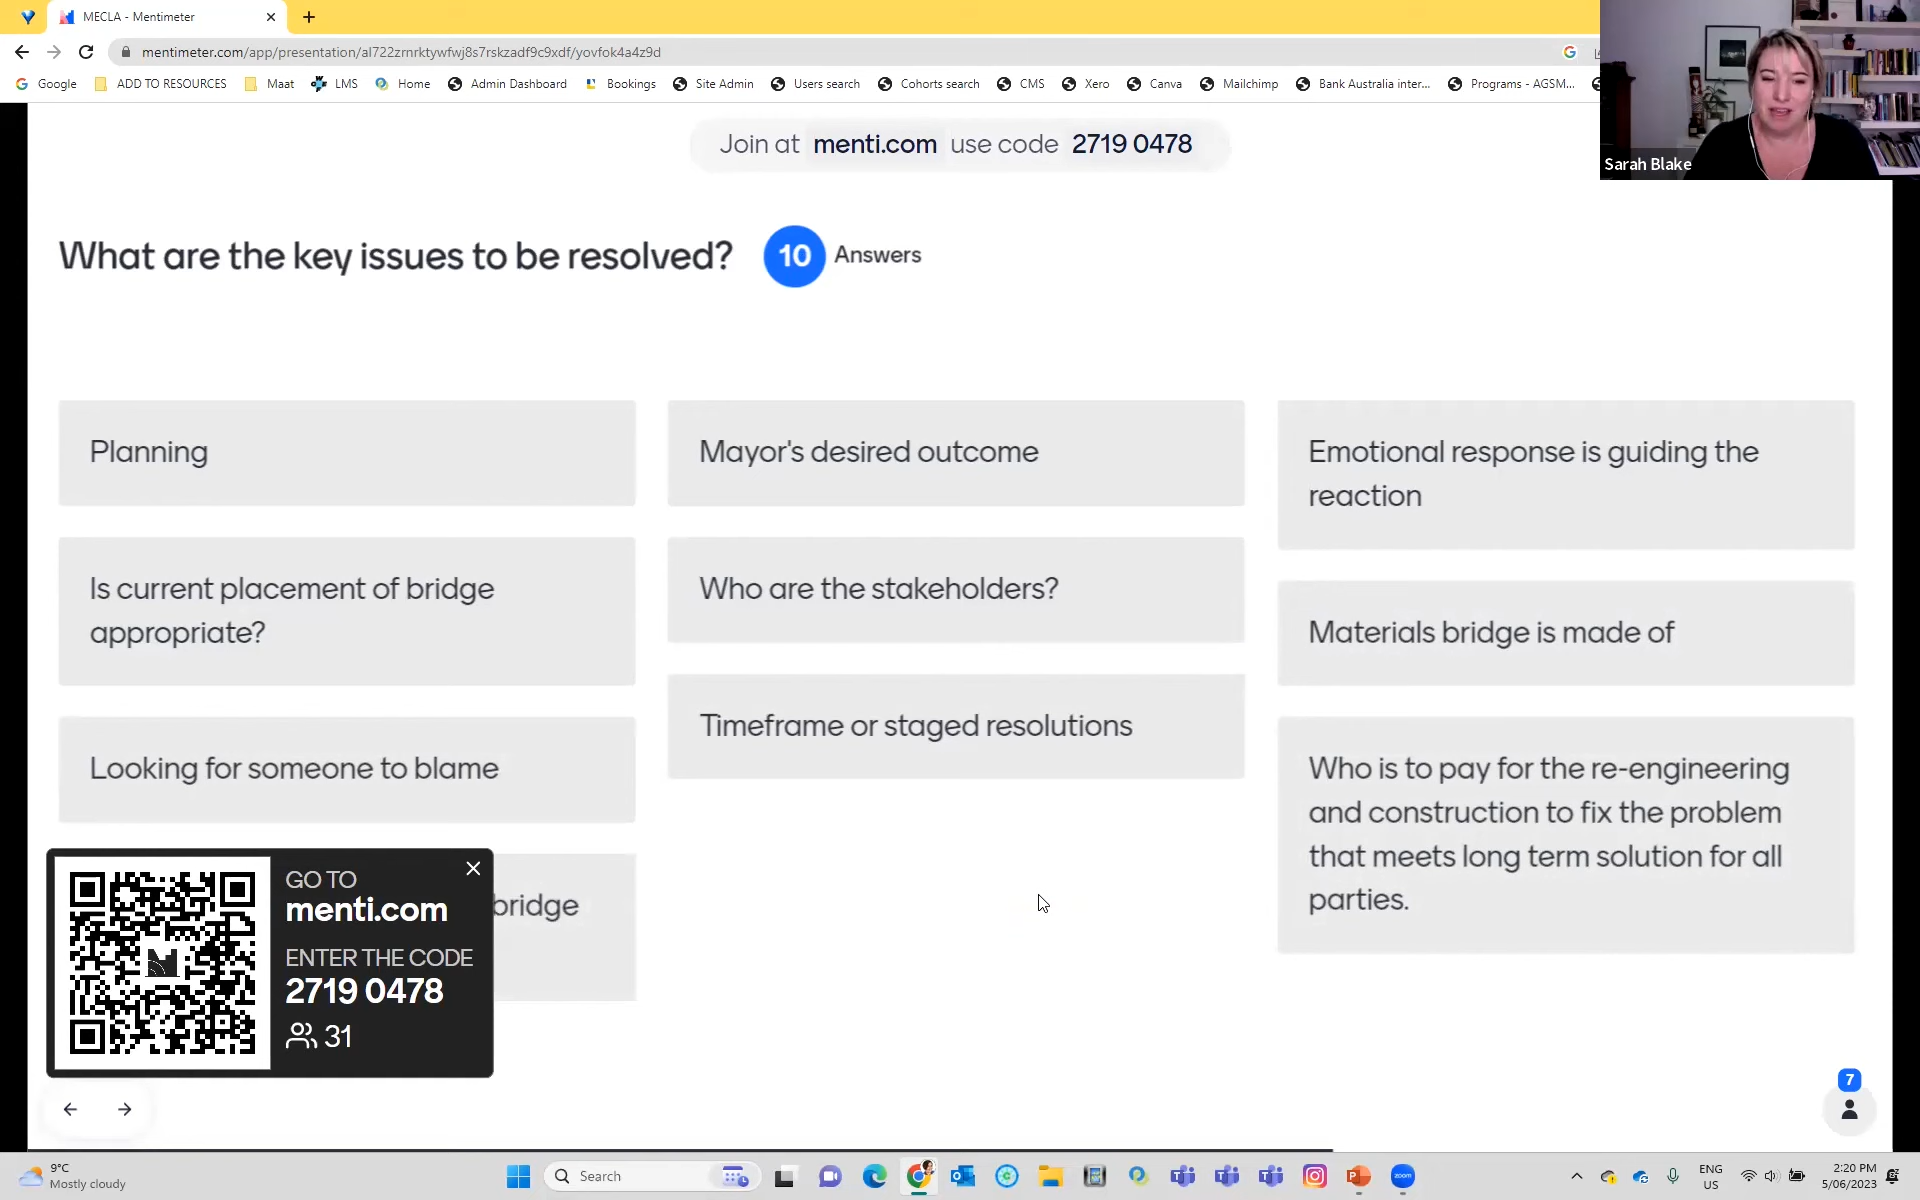 MECLA - Mentimeter
mentimeter.com/app/presentation/al722zrnrktywfwj8s7rskzadf9c9xdf/yovfok4a4z9d
Google
ADD TO RESOURCES
Maat
LMS
Home
Admin Dashboard
Bookings
Site Admin
Users search
Cohorts search
CMS
Xero
Canva
Mailchimp
Bank Australia inter...
Programs - AGSM...
Sarah Blake
Join at menti.com use code 2719 0478
What are the key issues to be resolved?
10 Answers
Planning
Is current placement of bridge
appropriate?
Looking for someone to blame
bridge
Mayor's desired outcome
Who are the stakeholders?
Timeframe or staged resolutions
Emotional response is guiding the
reaction
Materials bridge is made of
Who is to pay for the re-engineering
and construction to fix the problem
that meets long term solution for all
parties.
GO TO
menti.com
ENTER THE CODE
2719 0478
31
7
9°C
Mostly cloudy
Search
zoom
ENG
US
2:20 PM
5/06/2023